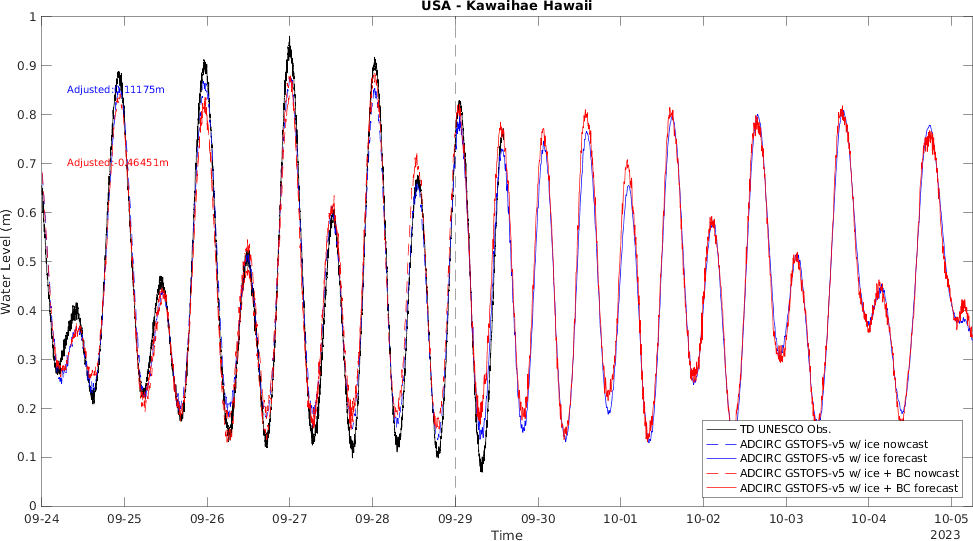 USA - Kawaihae Hawaii
1
0.9
0.8
0.7
0.6
0.5
0.4
0.3
0.2
0.1
0
Water Level (m)
Adjusted: 0.11175m
Adjusted:-0.46451m
TD UNESCO Obs.
ADCIRC GSTOFS-v5 w/ ice nowcast
ADCIRC GSTOFS-v5 w/ ice forecast
ADCIRC GSTOFS-v5 w/ ice + BC nowcast
ADCIRC GSTOFS-v5 w/ ice + BC forecast
09-24 09-25 09-26 09-27 09-28 09-29 09-30 10-01 10-02 10-03 10-04 10-05
2023
Time